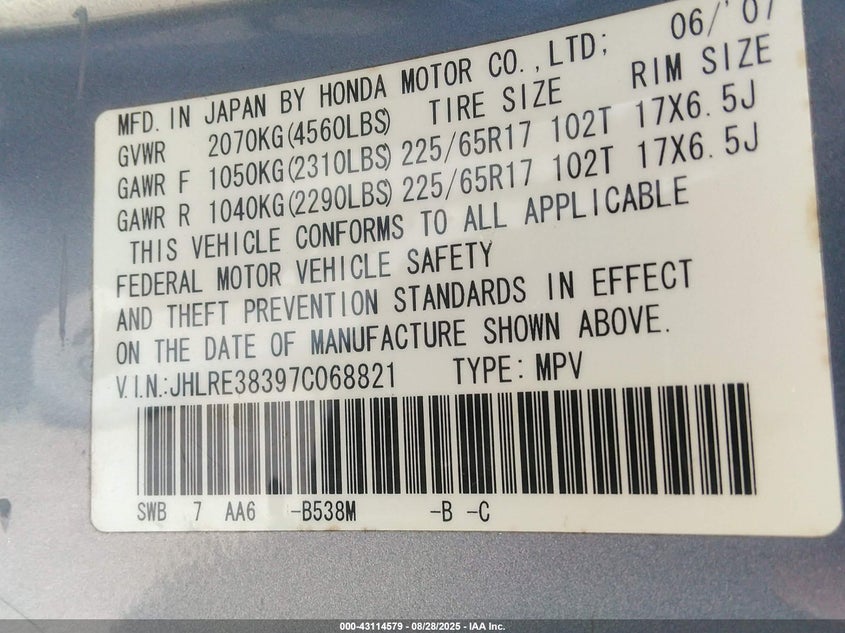 MFD. IN JAPAN BY HONDA MOTOR CO., LTD; 06/'07
GVWR 2070KG(4560LBS) TIRE SIZE RIM SIZE
GAWR F 1050KG(2310LBS) 225/65R17 102T 17X6.5J
GAWR R 1040KG(2290LBS) 225/65R17 102T 17X6.5J
THIS VEHICLE CONFORMS TO ALL APPLICABLE
FEDERAL MOTOR VEHICLE SAFETY
AND THEFT PREVENTION STANDARDS IN EFFECT
ON THE DATE OF MANUFACTURE SHOWN ABOVE.
V.I.N.:JHLRE38397C068821 TYPE: MPV
SWB 7 AA6 -B538M -B -C
000-43114579 - 08/28/2025 - IAA Inc.